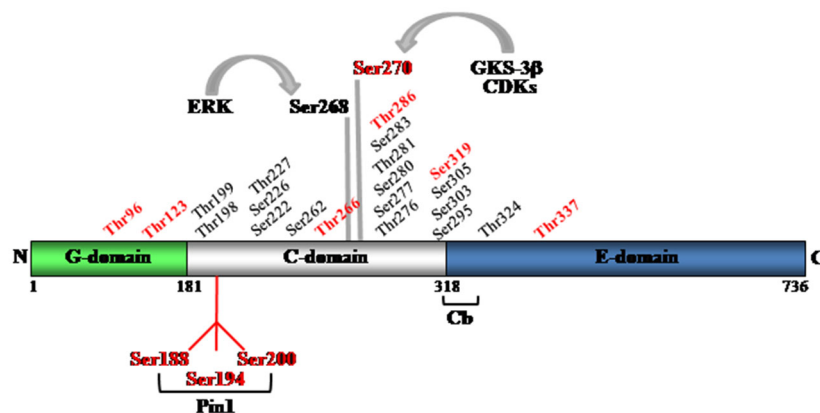 Ser270
GKS-3β
CDKs
ERK
Ser268
Thr286
Ser283
Thr281
Ser280
Ser277
Thr276
Ser319
Ser305
Ser303
Ser295
Thr227
Ser226
Ser222
Thr199
Thr198
Ser262
Thr266
Thr96
Thr123
Thr324
Thr337
N
G-domain
C-domain
E-domain
C
1
181
318
736
Cb
Ser188
Ser200
Ser194
Pin1